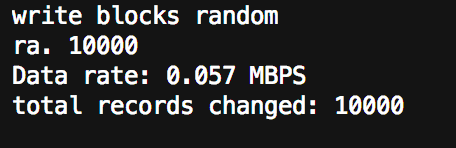 write blocks random
ra. 10000
Data rate: 0.057 MBPS
total records changed: 10000